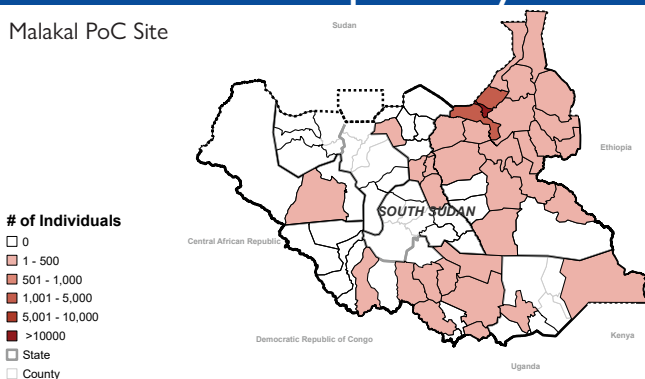 Malakal PoC Site
Sudan
Ethiopia
SOUTH SUDAN
# of Individuals
0
1 - 500
501 - 1,000
1,001 - 5,000
5,001 - 10,000
>10000
State
County
Central African Republic
Democratic Republic of Congo
Kenya
Uganda